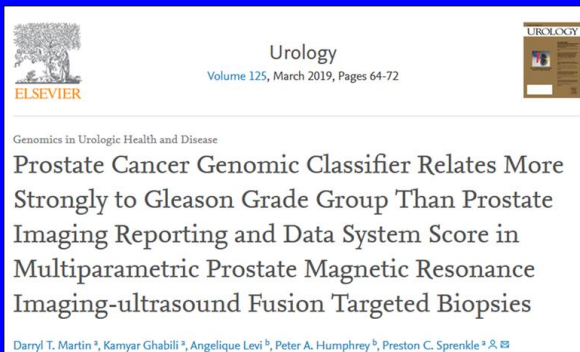 ELSEVIER
Urology
Volume 125, March 2019, Pages 64-72
UROLOGY
Genomics in Urologic Health and Disease
Prostate Cancer Genomic Classifier Relates More
Strongly to Gleason Grade Group Than Prostate
Imaging Reporting and Data System Score in
Multiparametric Prostate Magnetic Resonance
Imaging-ultrasound Fusion Targeted Biopsies
Darryl T. Martin ª, Kamyar Ghabili ª, Angelique Levi ᵇ, Peter A. Humphrey ᵇ, Preston C. Sprenkle ª